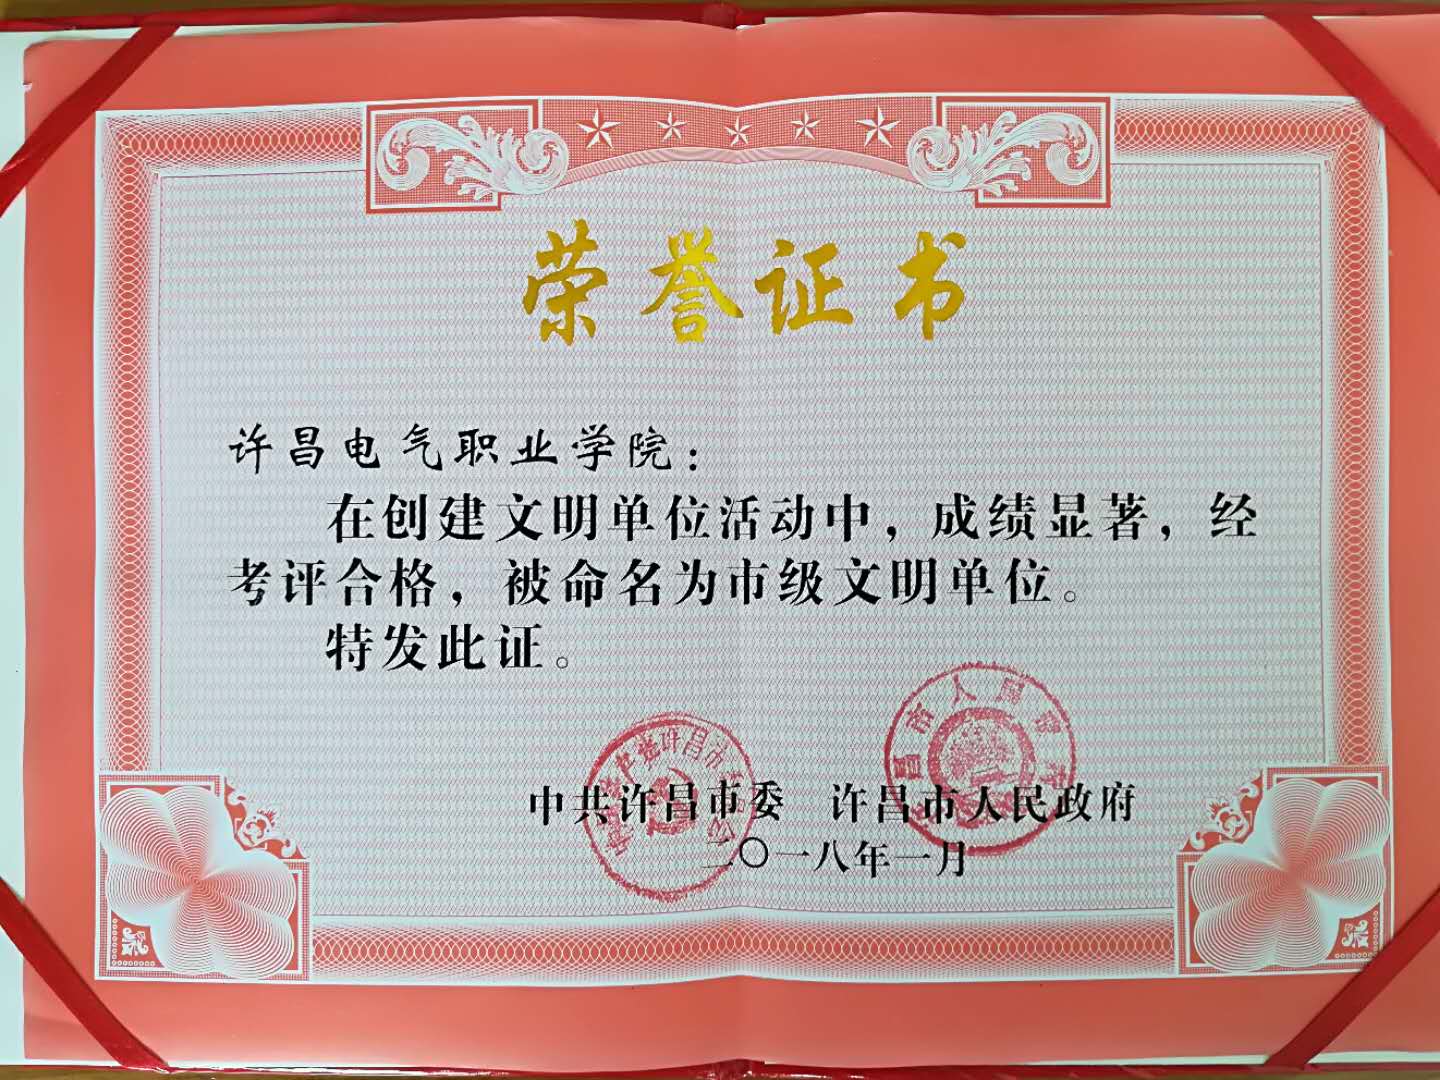 荣誉证书
许昌电气职业学院：
在创建文明单位活动中，成绩显著，经
考评合格，被命名为市级文明单位。
特发此证。
中共许昌市委 许昌市人民政府
二〇一八年一月